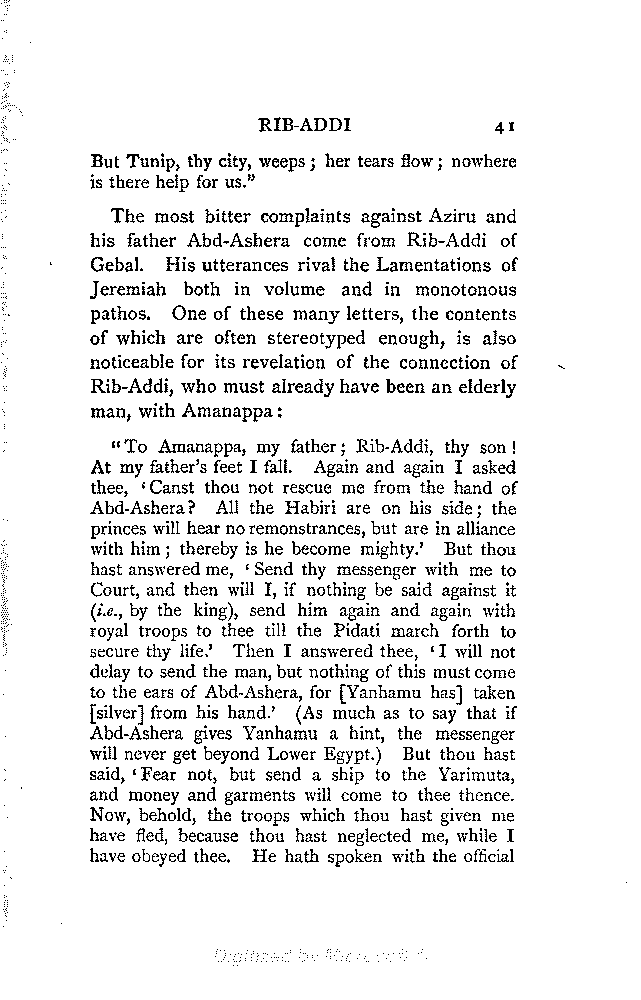 RIB-ADDI 41
But Tunip, thy city, weeps; her tears flow; nowhere
is there help for us."
The most bitter complaints against Aziru and
his father Abd-Ashera come from Rib-Addi of
Gebal. His utterances rival the Lamentations of
Jeremiah both in volume and in monotonous
pathos. One of these many letters, the contents
of which are often stereotyped enough, is also
noticeable for its revelation of the connection of
Rib-Addi, who must already have been an elderly
man, with Amanappa:
"To Amanappa, my father; Rib-Addi, thy son!
At my father's feet I fall. Again and again I asked
thee, 'Canst thou not rescue me from the hand of
Abd-Ashera? All the Habiri are on his side; the
princes will hear no remonstrances, but are in alliance
with him; thereby is he become mighty.' But thou
hast answered me, 'Send thy messenger with me to
Court, and then will I, if nothing be said against it
(i.e., by the king), send him again and again with
royal troops to thee till the Pidati march forth to
secure thy life.' Then I answered thee, 'I will not
delay to send the man, but nothing of this must come
to the ears of Abd-Ashera, for [Yanhamu has] taken
[silver] from his hand.' (As much as to say that if
Abd-Ashera gives Yanhamu a hint, the messenger
will never get beyond Lower Egypt.) But thou hast
said, 'Fear not, but send a ship to the Yarimuta,
and money and garments will come to thee thence.
Now, behold, the troops which thou hast given me
have fled, because thou hast neglected me, while I
have obeyed thee. He hath spoken with the official
Digitized by Microsoft